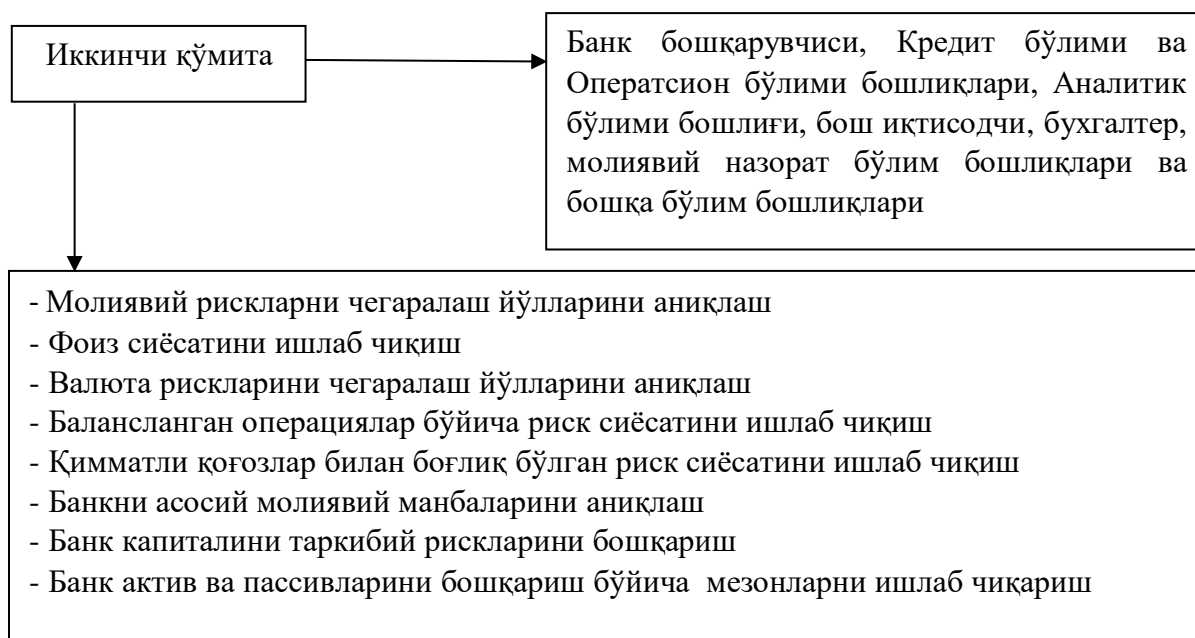 Иккинчи қўмита
Банк бошқарувчиси, Кредит бўлими ва
Оператсион бўлими бошлиқлари, Аналитик
бўлими бошлиғи, бош иқтисодчи, бухгалтер,
молиявий назорат бўлим бошлиқлари ва
бошқа бўлим бошлиқлари
- Молиявий рискларни чегаралаш йўлларини аниқлаш
- Фоиз сиёсатини ишлаб чиқиш
- Валюта рискларини чегаралаш йўлларини аниқлаш
- Балансланган операциялар бўйича риск сиёсатини ишлаб чиқиш
- Қимматли қоғозлар билан боғлиқ бўлган риск сиёсатини ишлаб чиқиш
- Банкни асосий молиявий манбаларини аниқлаш
- Банк капиталини таркибий рискларини бошқариш
- Банк актив ва пассивларини бошқариш бўйича мезонларни ишлаб чиқариш